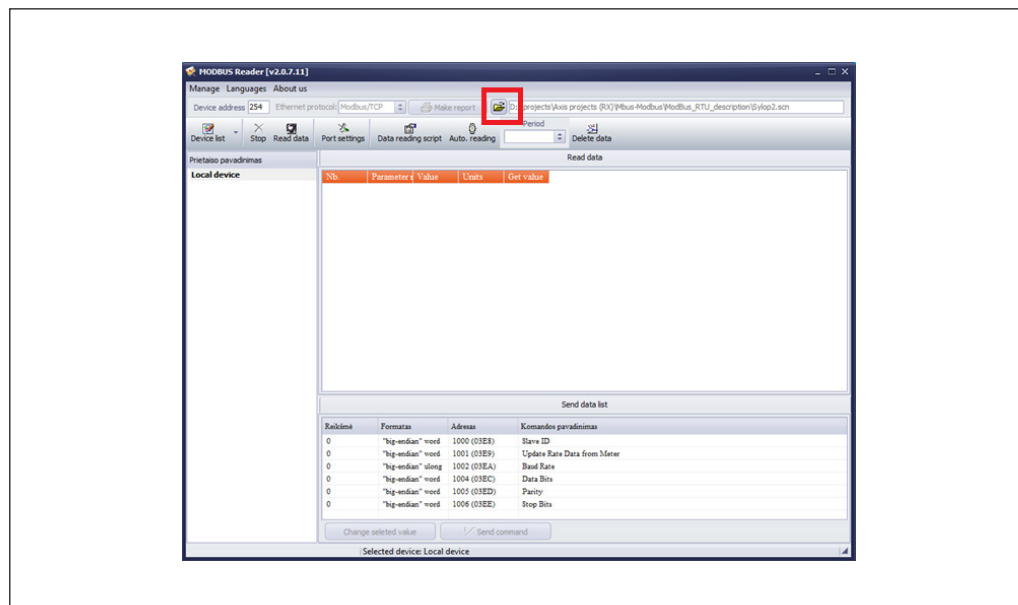 MODBUS Reader [v2.0.7.11]
Manage Languages About us
Device address 254 Ethernet protocol: Modbus/TCP Make report D: projects\Axis projects (RX)\Mbus-Modbus\ModBus_RTU_description\Sylop2.scn
Device list Stop Read data Port settings Data reading script Auto. reading Period Delete data
Prietaiso pavadinimas Read data
Local device Nb. Parameter Value Units Get value
Send data list
Reikšmė Formatas Adresas Komandos pavadinimas
0 "big-endian" word 1000 (03E8) Slave ID
0 "big-endian" word 1001 (03E9) Update Rate Data from Meter
0 "big-endian" ulong 1002 (03EA) Baud Rate
0 "big-endian" word 1004 (03EC) Data Bits
0 "big-endian" word 1005 (03ED) Parity
0 "big-endian" word 1006 (03EE) Stop Bits
Change seleted value Send command
Selected device: Local device